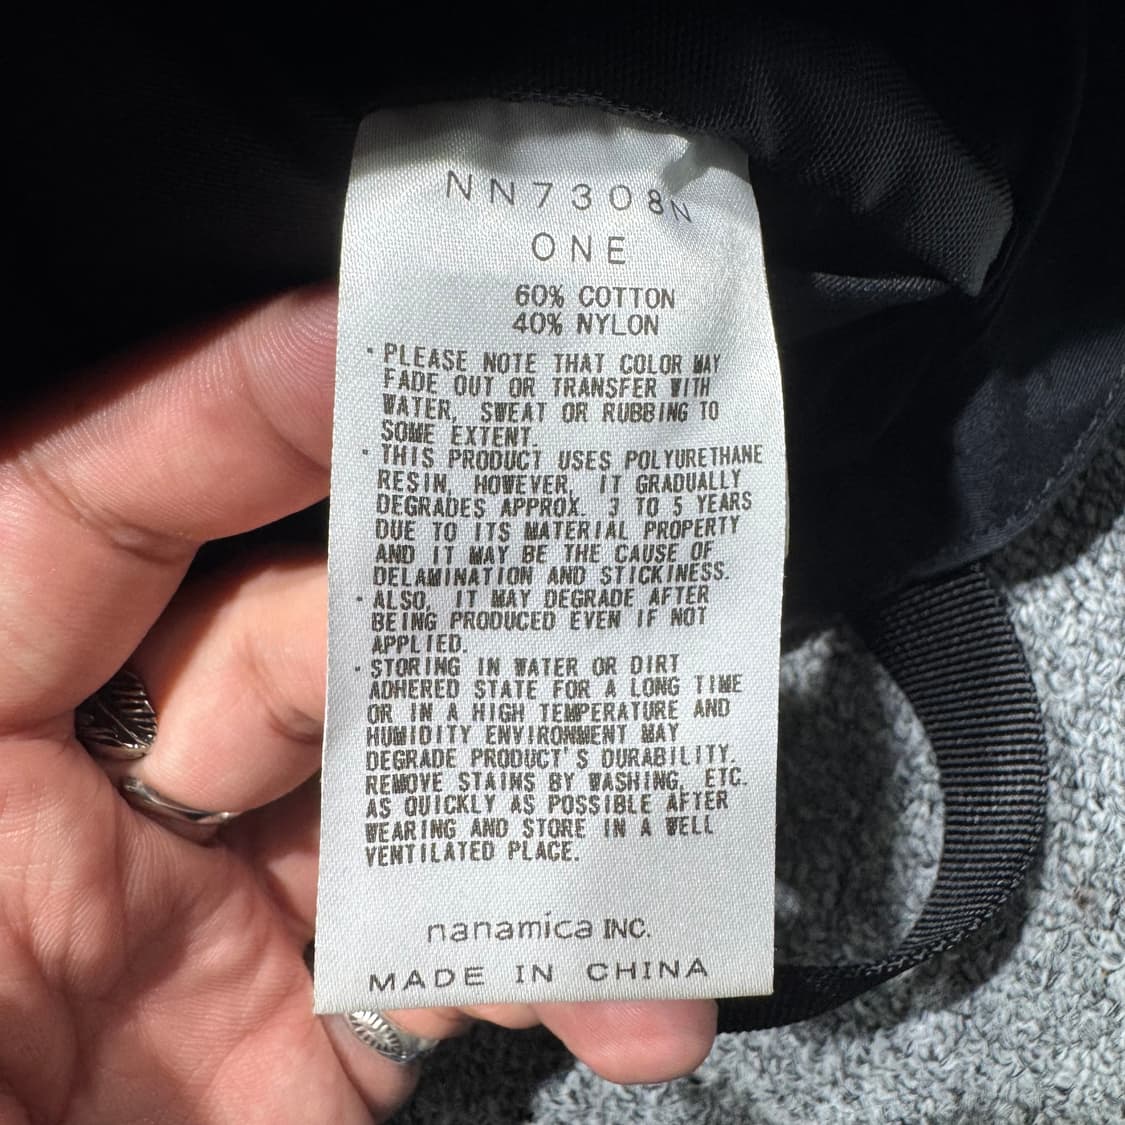 NN7308N
ONE
60% COTTON
40% NYLON
・PLEASE NOTE THAT COLOR MAY
FADE OUT OR TRANSFER WITH
WATER, SWEAT OR RUBBING TO
SOME EXTENT.
・THIS PRODUCT USES POLYURETHANE
RESIN, HOWEVER, IT GRADUALLY
DEGRADES APPROX. 3 TO 5 YEARS
DUE TO ITS MATERIAL PROPERTY
AND IT MAY BE THE CAUSE OF
DELAMINATION AND STICKINESS.
・ALSO, IT MAY DEGRADE AFTER
BEING PRODUCED EVEN IF NOT
APPLIED.
・STORING IN WATER OR DIRT
ADHERED STATE FOR A LONG TIME
OR IN A HIGH TEMPERATURE AND
HUMIDITY ENVIRONMENT MAY
DEGRADE PRODUCT'S DURABILITY.
REMOVE STAINS BY WASHING, ETC.
AS QUICKLY AS POSSIBLE AFTER
WEARING AND STORE IN A WELL
VENTILATED PLACE.
nanamica INC.
MADE IN CHINA